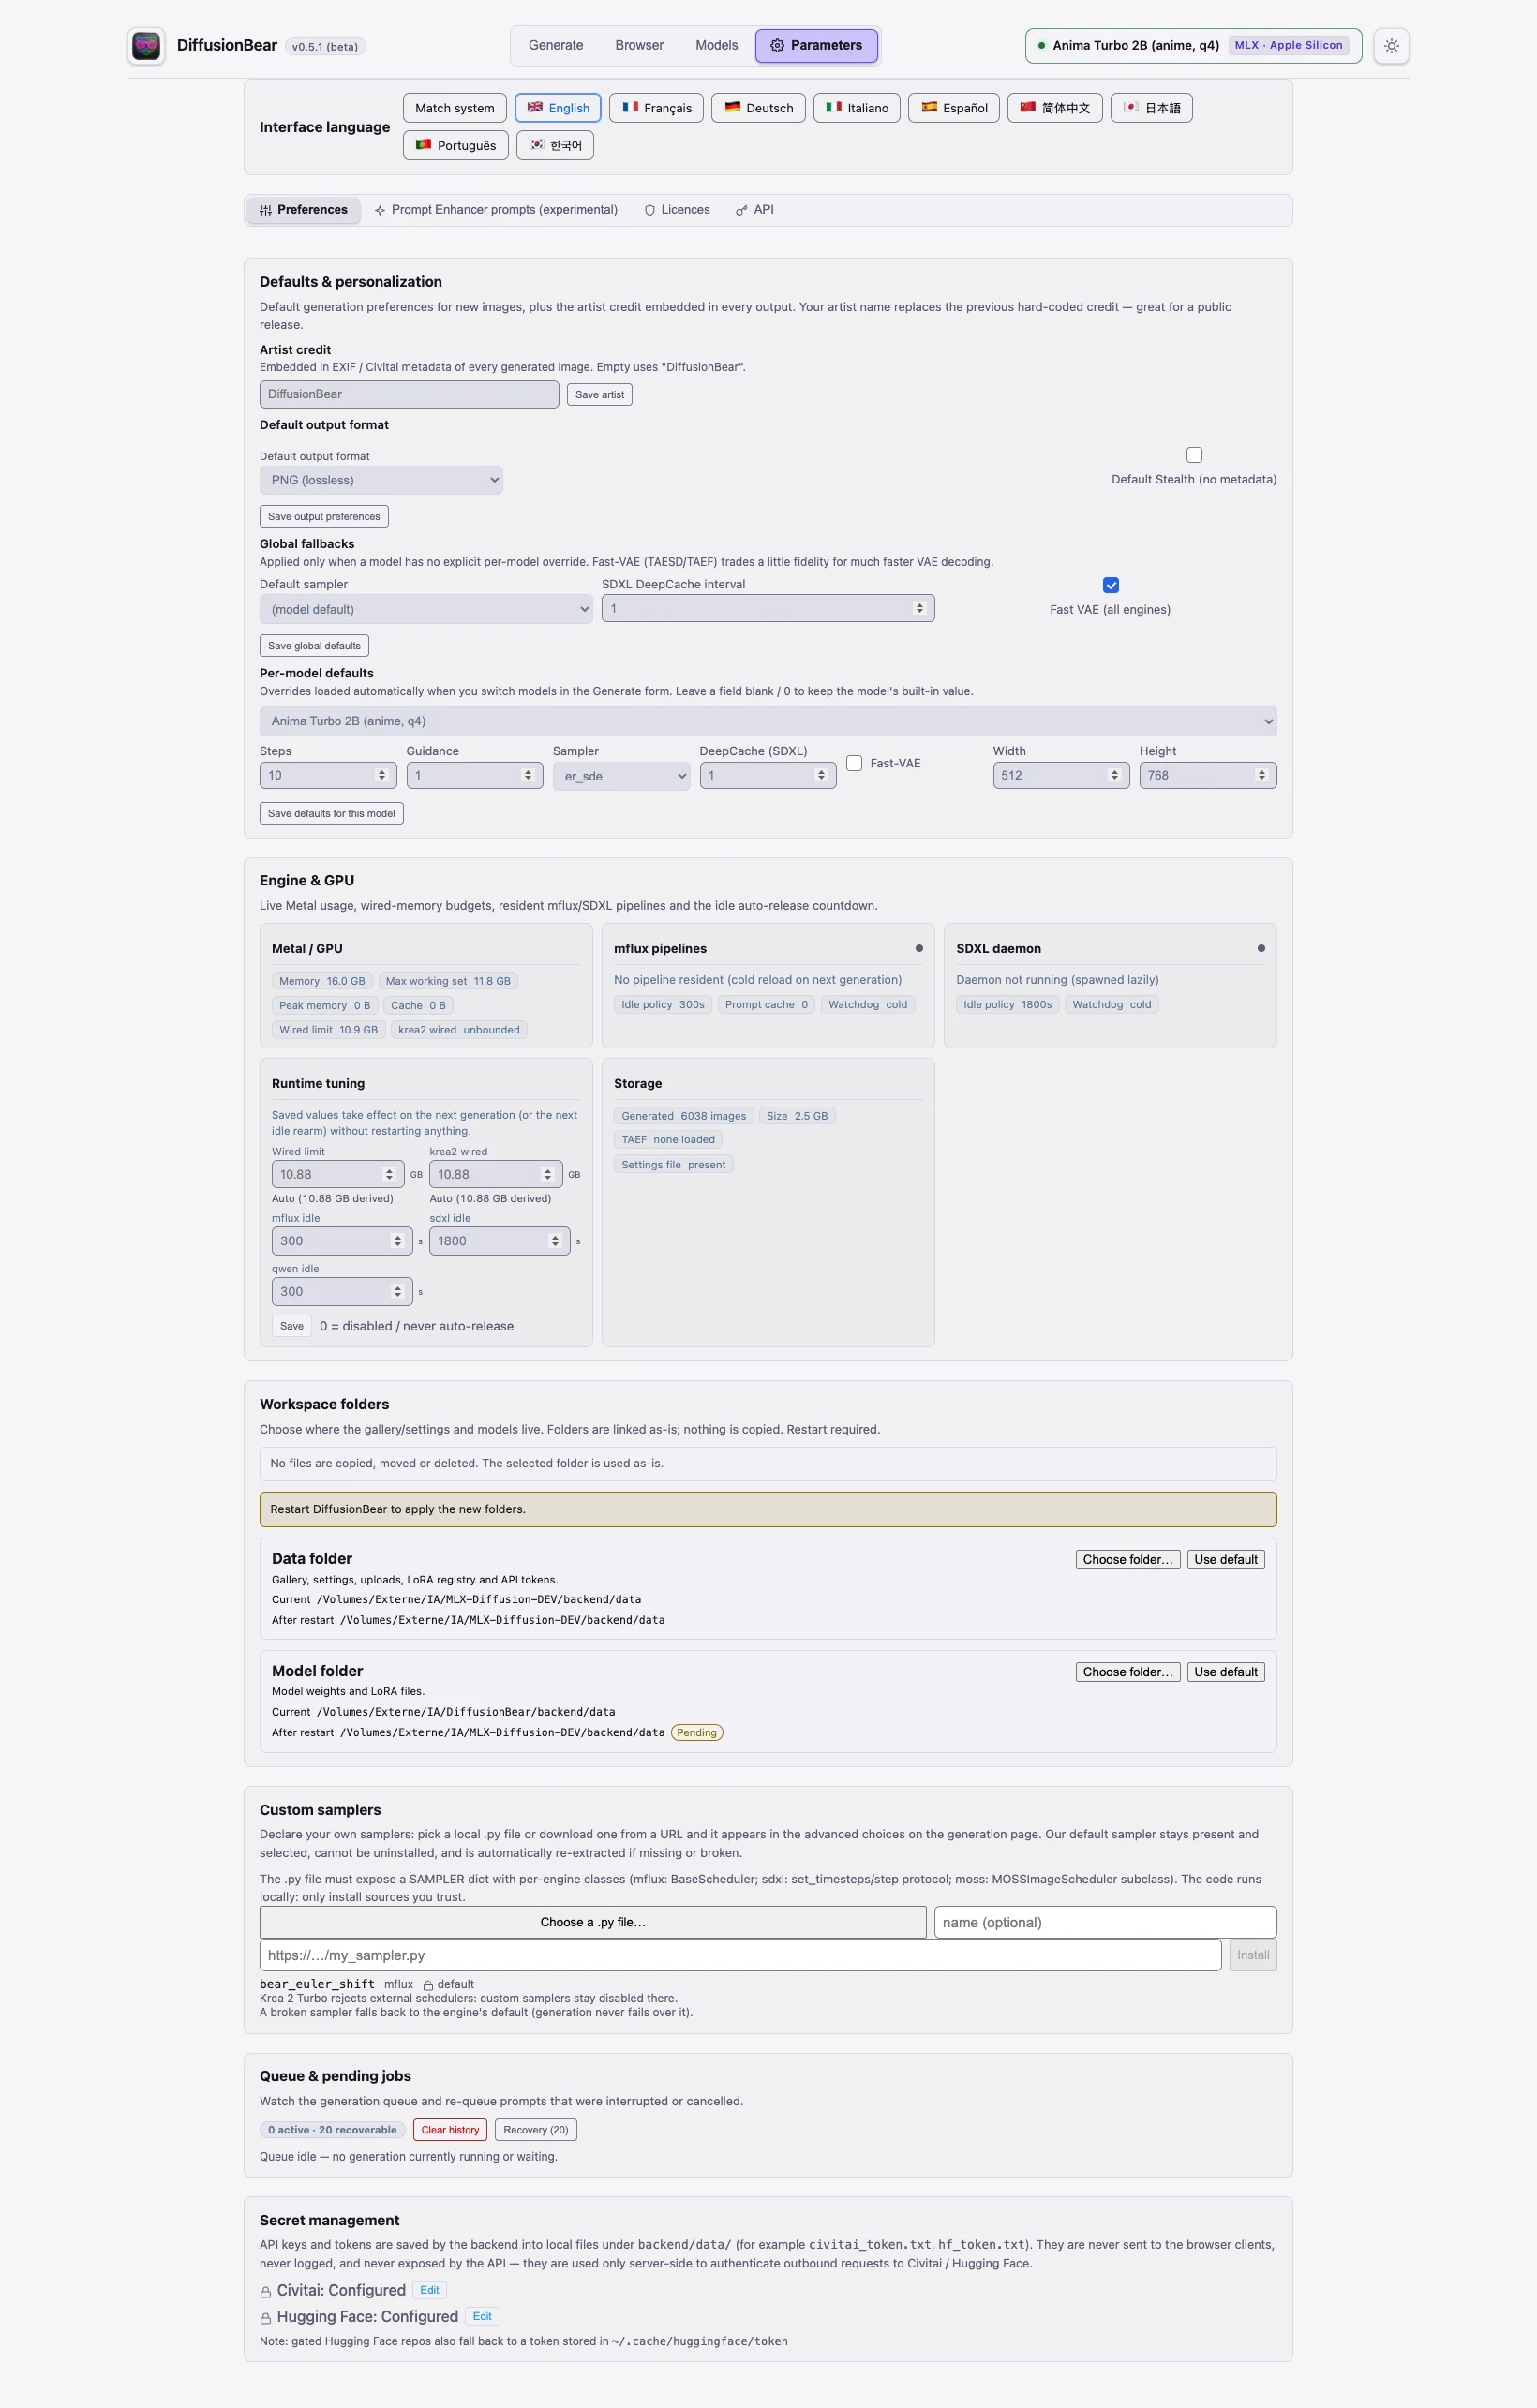 DiffusionBear v0.5.1 (beta)
Generate Browser Models Parameters
Anima Turbo 2B (anime, q4) MLX · Apple Silicon
Interface language
Match system English Français Deutsch Italiano Español 简体中文 日本語
Português 한국어
Preferences Prompt Enhancer prompts (experimental) Licences API
Defaults & personalization
Default generation preferences for new images, plus the artist credit embedded in every output. Your artist name replaces the previous hard-coded credit — great for a public
release.
Artist credit
Embedded in EXIF / Civitai metadata of every generated image. Empty uses "DiffusionBear".
DiffusionBear Save artist
Default output format
Default output format
PNG (lossless) Default Stealth (no metadata)
Save output preferences
Global fallbacks
Applied only when a model has no explicit per-model override. Fast-VAE (TAESD/TAEF) trades a little fidelity for much faster VAE decoding.
Default sampler SDXL DeepCache interval
(model default) 1 Fast VAE (all engines)
Save global defaults
Per-model defaults
Overrides loaded automatically when you switch models in the Generate form. Leave a field blank / 0 to keep the model's built-in value.
Anima Turbo 2B (anime, q4)
Steps Guidance Sampler DeepCache (SDXL) Fast-VAE Width Height
10 1 er_sde 1 512 768
Save defaults for this model
Engine & GPU
Live Metal usage, wired-memory budgets, resident mflux/SDXL pipelines and the idle auto-release countdown.
Metal / GPU
Memory 16.0 GB Max working set 11.8 GB
Peak memory 0 B Cache 0 B
Wired limit 10.9 GB krea2 wired unbounded
mflux pipelines
No pipeline resident (cold reload on next generation)
Idle policy 300s Prompt cache 0 Watchdog cold
SDXL daemon
Daemon not running (spawned lazily)
Idle policy 1800s Watchdog cold
Runtime tuning
Saved values take effect on the next generation (or the next
idle rearm) without restarting anything.
Wired limit krea2 wired
10.88 GB 10.88 GB
Auto (10.88 GB derived) Auto (10.88 GB derived)
mflux idle sdxl idle
300 s 1800 s
qwen idle
300 s
Save 0 = disabled / never auto-release
Storage
Generated 6038 images Size 2.5 GB
TAEF none loaded
Settings file present
Workspace folders
Choose where the gallery/settings and models live. Folders are linked as-is; nothing is copied. Restart required.
No files are copied, moved or deleted. The selected folder is used as-is.
Restart DiffusionBear to apply the new folders.
Data folder Choose folder… Use default
Gallery, settings, uploads, LoRA registry and API tokens.
Current /Volumes/Externe/IA/MLX-Diffusion-DEV/backend/data
After restart /Volumes/Externe/IA/MLX-Diffusion-DEV/backend/data
Model folder Choose folder… Use default
Model weights and LoRA files.
Current /Volumes/Externe/IA/DiffusionBear/backend/data
After restart /Volumes/Externe/IA/MLX-Diffusion-DEV/backend/data Pending
Custom samplers
Declare your own samplers: pick a local .py file or download one from a URL and it appears in the advanced choices on the generation page. Our default sampler stays present and
selected, cannot be uninstalled, and is automatically re-extracted if missing or broken.
The .py file must expose a SAMPLER dict with per-engine classes (mflux: BaseScheduler; sdxl: set_timesteps/step protocol; moss: MOSSImageScheduler subclass). The code runs
locally: only install sources you trust.
Choose a .py file… name (optional)
https://…/my_sampler.py Install
bear_euler_shift mflux default
Krea 2 Turbo rejects external schedulers: custom samplers stay disabled there.
A broken sampler falls back to the engine's default (generation never fails over it).
Queue & pending jobs
Watch the generation queue and re-queue prompts that were interrupted or cancelled.
0 active · 20 recoverable Clear history Recovery (20)
Queue idle — no generation currently running or waiting.
Secret management
API keys and tokens are saved by the backend into local files under backend/data/ (for example civitai_token.txt, hf_token.txt). They are never sent to the browser clients,
never logged, and never exposed by the API — they are used only server-side to authenticate outbound requests to Civitai / Hugging Face.
Civitai: Configured Edit
Hugging Face: Configured Edit
Note: gated Hugging Face repos also fall back to a token stored in ~/.cache/huggingface/token